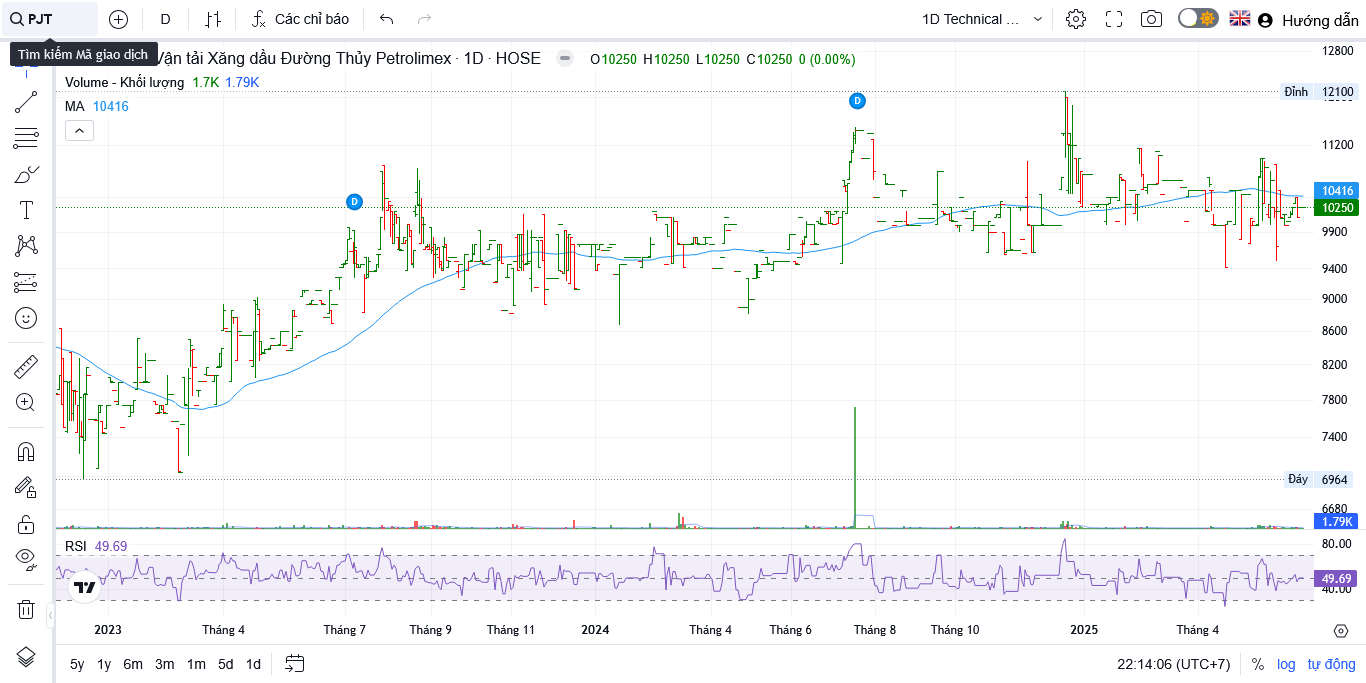 PJT D Các chỉ báo 1D Technical ... Hướng dẫn
Tìm kiếm Mã giao dịch
Vận tải Xăng dầu Đường Thủy Petrolimex · 1D · HOSE O10250 H10250 L10250 C10250 0 (0.00%)
Volume - Khối lượng 1.7K 1.79K
MA 10416
D
D
12800
Đỉnh 12100
11200
10416
10250
9900
9400
9000
8600
8200
7800
7400
Đáy 6964
6680
1.79K
RSI 49.69
80.00
49.69
40.00
2023 Tháng 4 Tháng 7 Tháng 9 Tháng 11 2024 Tháng 4 Tháng 6 Tháng 8 Tháng 10 2025 Tháng 4
5y 1y 6m 3m 1m 5d 1d 22:14:06 (UTC+7) % log tự động